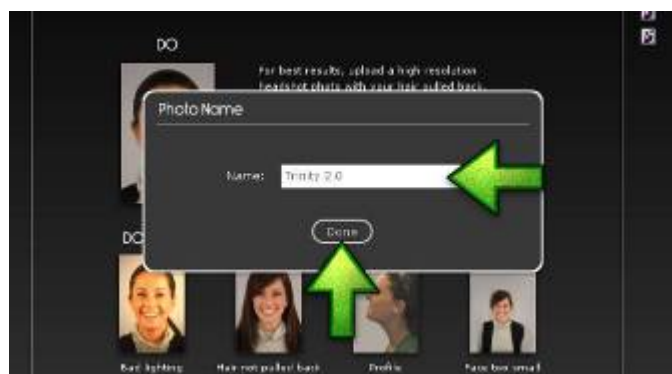 DO
For best results, upload a high resolution
headshot photo with your hair pulled back.
Photo Name
Name: Trinity 2.0
Done
DO
Bad lighting
Hair not pulled back
Profile
Face too small